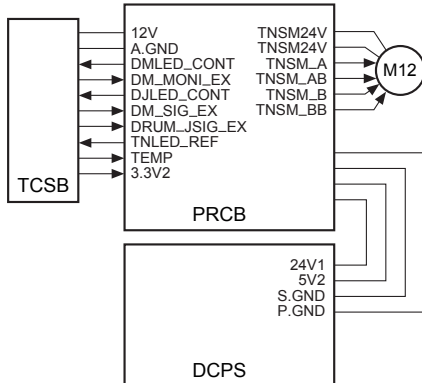 12V
A.GND
DMLED_CONT
DM_MONI_EX
DJLED_CONT
DM_SIG_EX
DRUM_JSIG_EX
TNLED_REF
TEMP
3.3V2
TCSB
TNSM24V
TNSM24V
TNSM_A
TNSM_AB
TNSM_B
TNSM_BB
M12
PRCB
24V1
5V2
S.GND
P.GND
DCPS